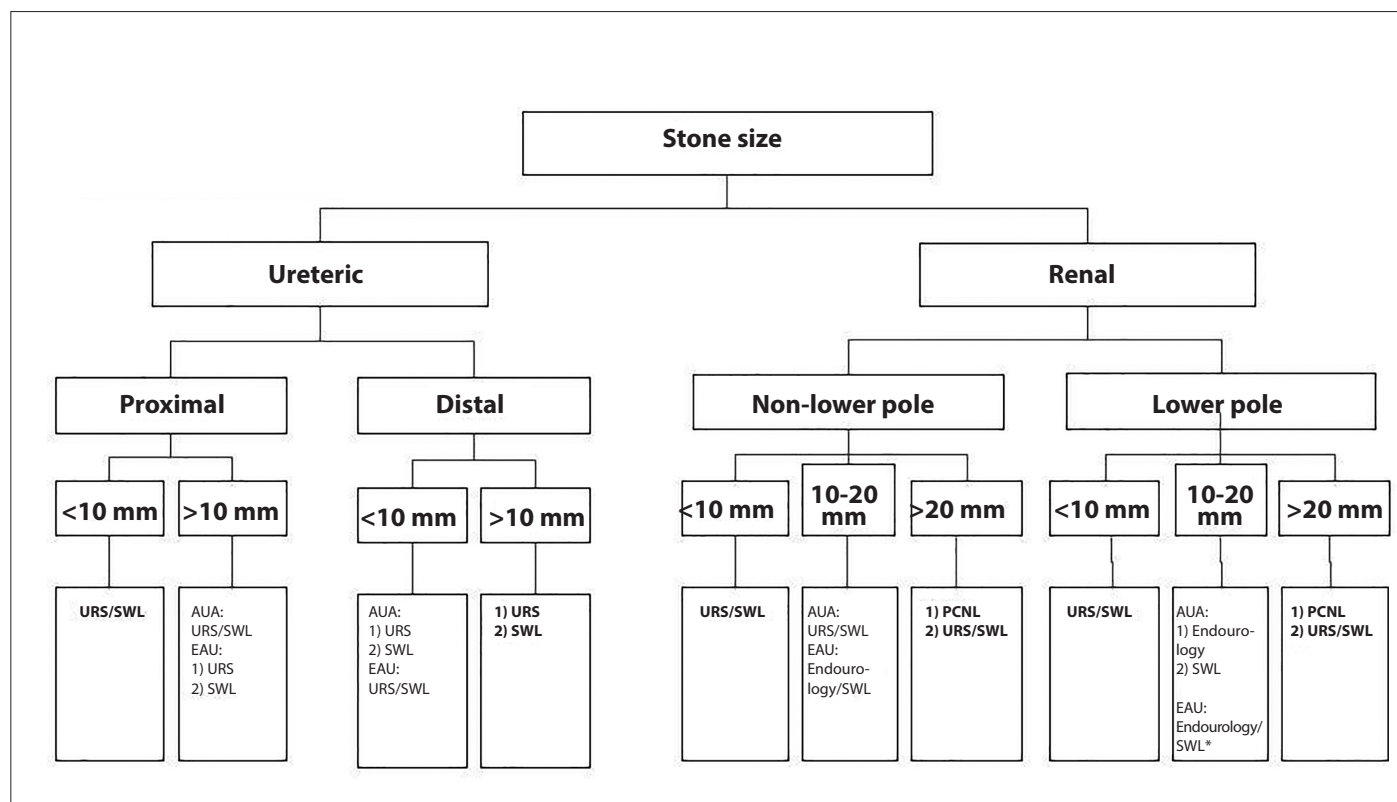 Stone size
Ureteric
Renal
Proximal
Distal
Non-lower pole
Lower pole
<10 mm
>10 mm
<10 mm
>10 mm
<10 mm
10-20
mm
>20 mm
<10 mm
10-20
mm
>20 mm
URS/SWL
AUA:
URS/SWL
EAU:
1) URS
2) SWL
AUA:
1) URS
2) SWL
EAU:
URS/SWL
1) URS
2) SWL
URS/SWL
AUA:
URS/SWL
EAU:
Endouro-
logy/SWL
1) PCNL
2) URS/SWL
URS/SWL
AUA:
1) Endouro-
logy
2) SWL
EAU:
Endourology/
SWL*
1) PCNL
2) URS/SWL